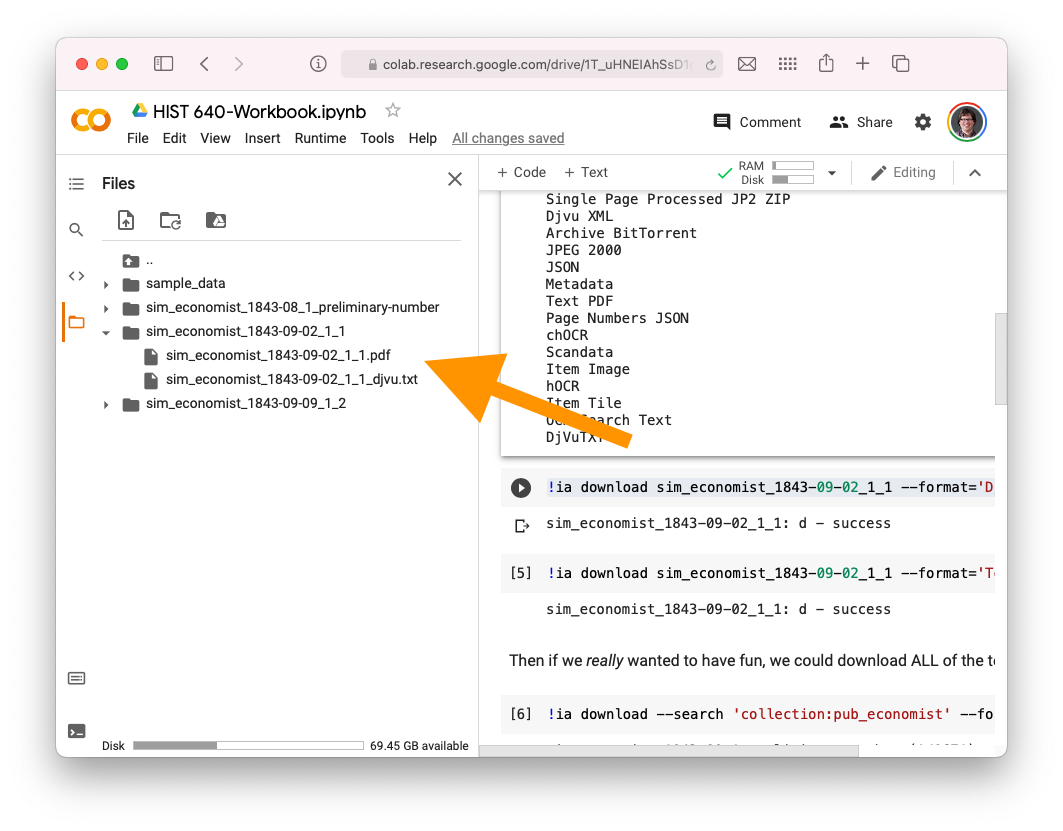 colab.research.google.com/drive/1T_uHNEIAhSsD1
HIST 640-Workbook.ipynb
File Edit View Insert Runtime Tools Help All changes saved
Comment Share
Files
..
sample_data
sim_economist_1843-08_1_preliminary-number
sim_economist_1843-09-02_1_1
sim_economist_1843-09-02_1_1.pdf
sim_economist_1843-09-02_1_1_djvu.txt
sim_economist_1843-09-09_1_2
Disk 69.45 GB available
+ Code + Text
RAM
Disk
Editing
Single Page Processed JP2 ZIP
Djvu XML
Archive BitTorrent
JPEG 2000
JSON
Metadata
Text PDF
Page Numbers JSON
chOCR
Scandata
Item Image
hOCR
Item Tile
Search Text
DjVuTXT
!ia download sim_economist_1843-09-02_1_1 --format='D
sim_economist_1843-09-02_1_1: d - success
[5] !ia download sim_economist_1843-09-02_1_1 --format='Te
sim_economist_1843-09-02_1_1: d - success
Then if we really wanted to have fun, we could download ALL of the te
[6] !ia download --search 'collection:pub_economist' --fo